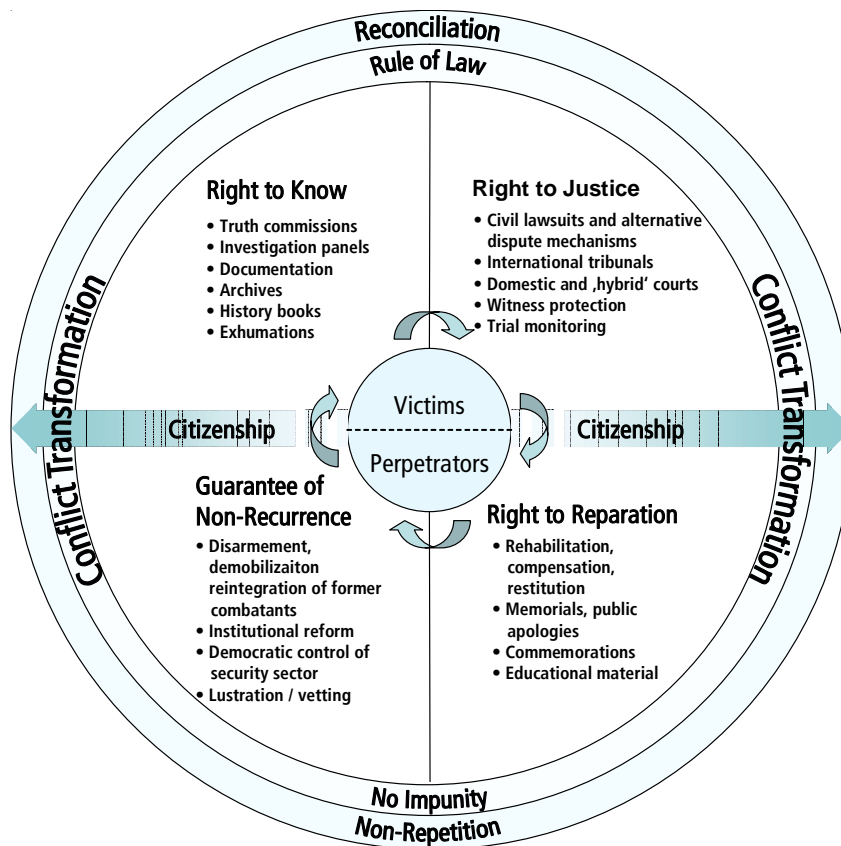 Reconciliation
Rule of Law
Right to Know
• Truth commissions
• Investigation panels
• Documentation
• Archives
• History books
• Exhumations
Right to Justice
• Civil lawsuits and alternative
dispute mechanisms
• International tribunals
• Domestic and ‚hybrid‘ courts
• Witness protection
• Trial monitoring
Conflict Transformation
Conflict Transformation
Citizenship
Victims
Perpetrators
Citizenship
Guarantee of
Non-Recurrence
• Disarmement,
demobilizaiton
reintegration of former
combatants
• Institutional reform
• Democratic control of
security sector
• Lustration / vetting
Right to Reparation
• Rehabilitation,
compensation,
restitution
• Memorials, public
apologies
• Commemorations
• Educational material
No Impunity
Non-Repetition